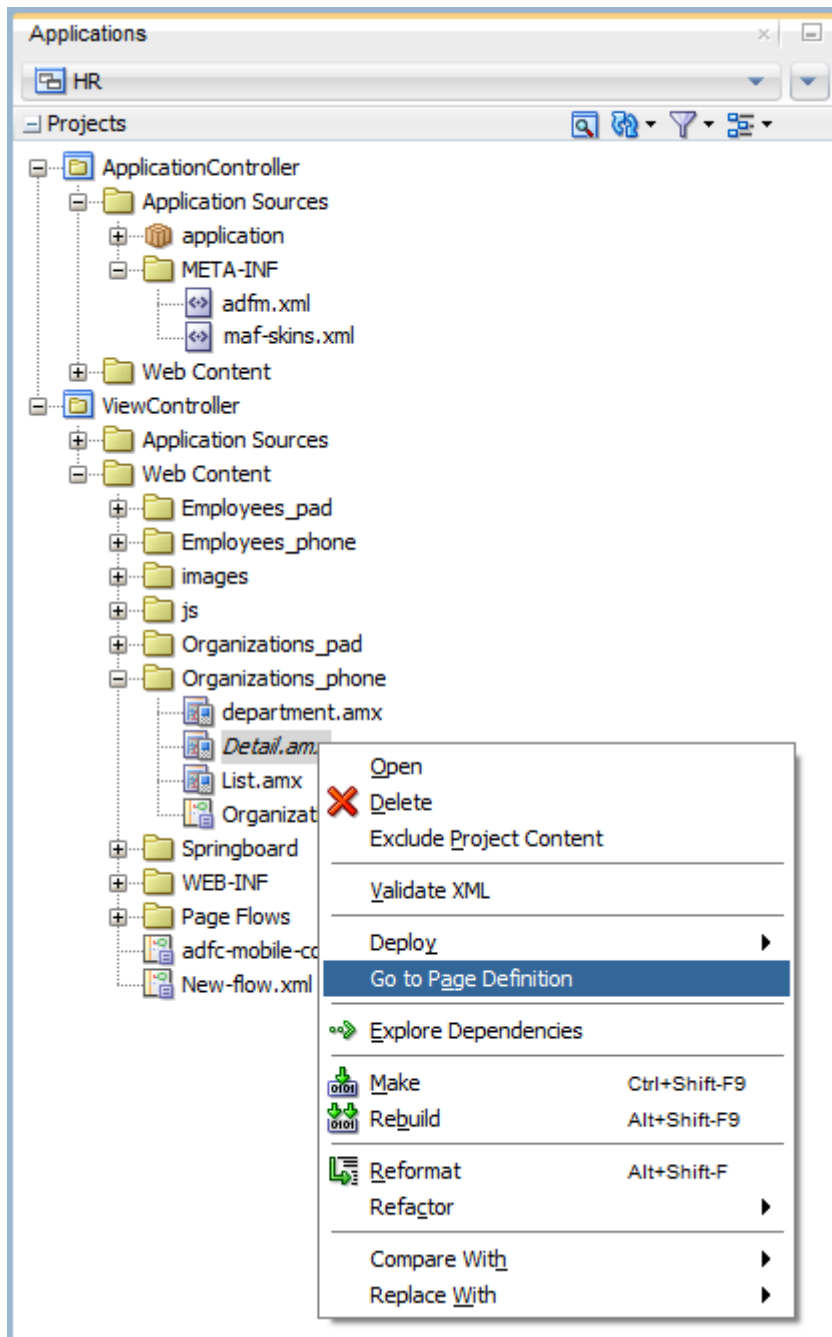 Applications
HR
Projects
ApplicationController
Application Sources
application
META-INF
adfm.xml
maf-skins.xml
Web Content
ViewController
Application Sources
Web Content
Employees_pad
Employees_phone
images
js
Organizations_pad
Organizations_phone
department.amx
Detail.am
List.amx
Organizat
Springboard
WEB-INF
Page Flows
adfc-mobile-co
New-flow.xml
Open
Delete
Exclude Project Content
Validate XML
Deploy
Go to Page Definition
Explore Dependencies
Make Ctrl+Shift-F9
Rebuild Alt+Shift-F9
Reformat Alt+Shift-F
Refactor
Compare With
Replace With